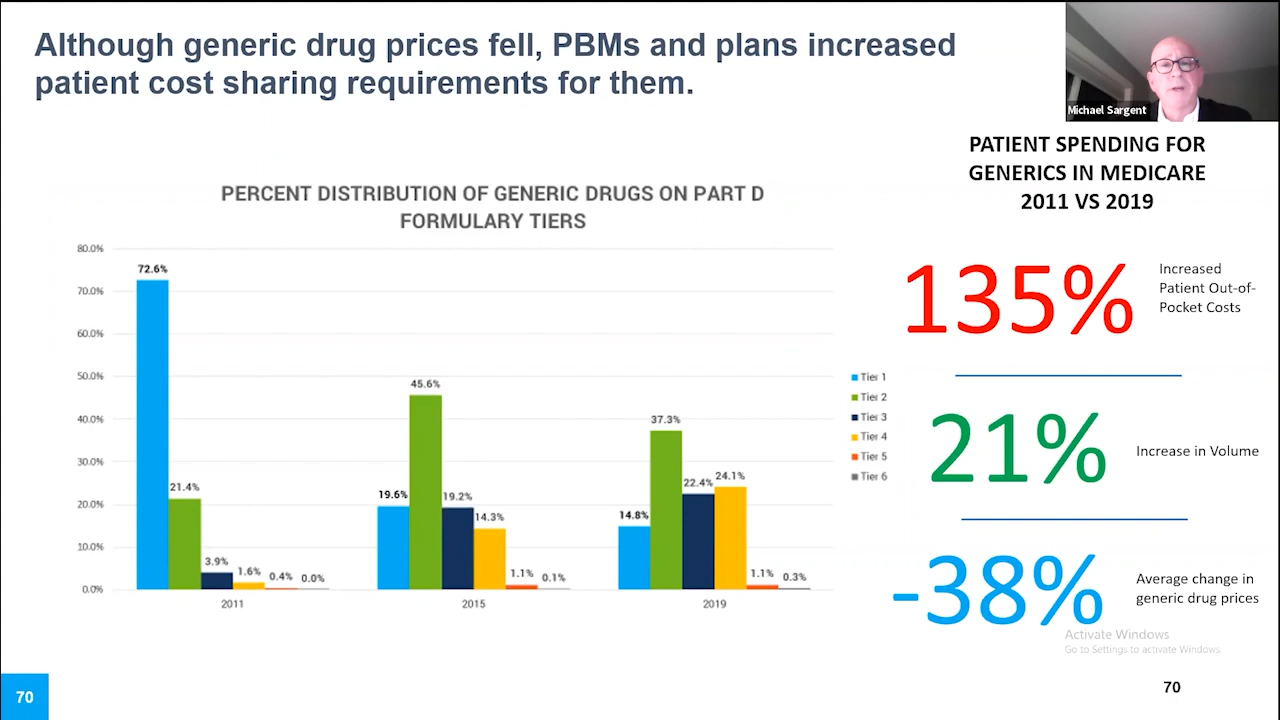 Although generic drug prices fell, PBMs and plans increased
patient cost sharing requirements for them.
Michael Sargent
PATIENT SPENDING FOR
GENERICS IN MEDICARE
2011 VS 2019
PERCENT DISTRIBUTION OF GENERIC DRUGS ON PART D
FORMULARY TIERS
80.0%
70.0%
60.0%
50.0%
40.0%
30.0%
20.0%
10.0%
0.0%
72.6%
21.4%
3.9%
1.6%
0.4%
0.0%
19.6%
45.6%
19.2%
14.3%
1.1%
0.1%
14.8%
37.3%
22.4%
24.1%
1.1%
0.3%
2011
2015
2019
Tier 1
Tier 2
Tier 3
Tier 4
Tier 5
Tier 6
135%
Increased
Patient Out-of-
Pocket Costs
21%
Increase in Volume
-38%
Average change in
generic drug prices
Activate Windows
Go to Settings to activate Windows.
70
70